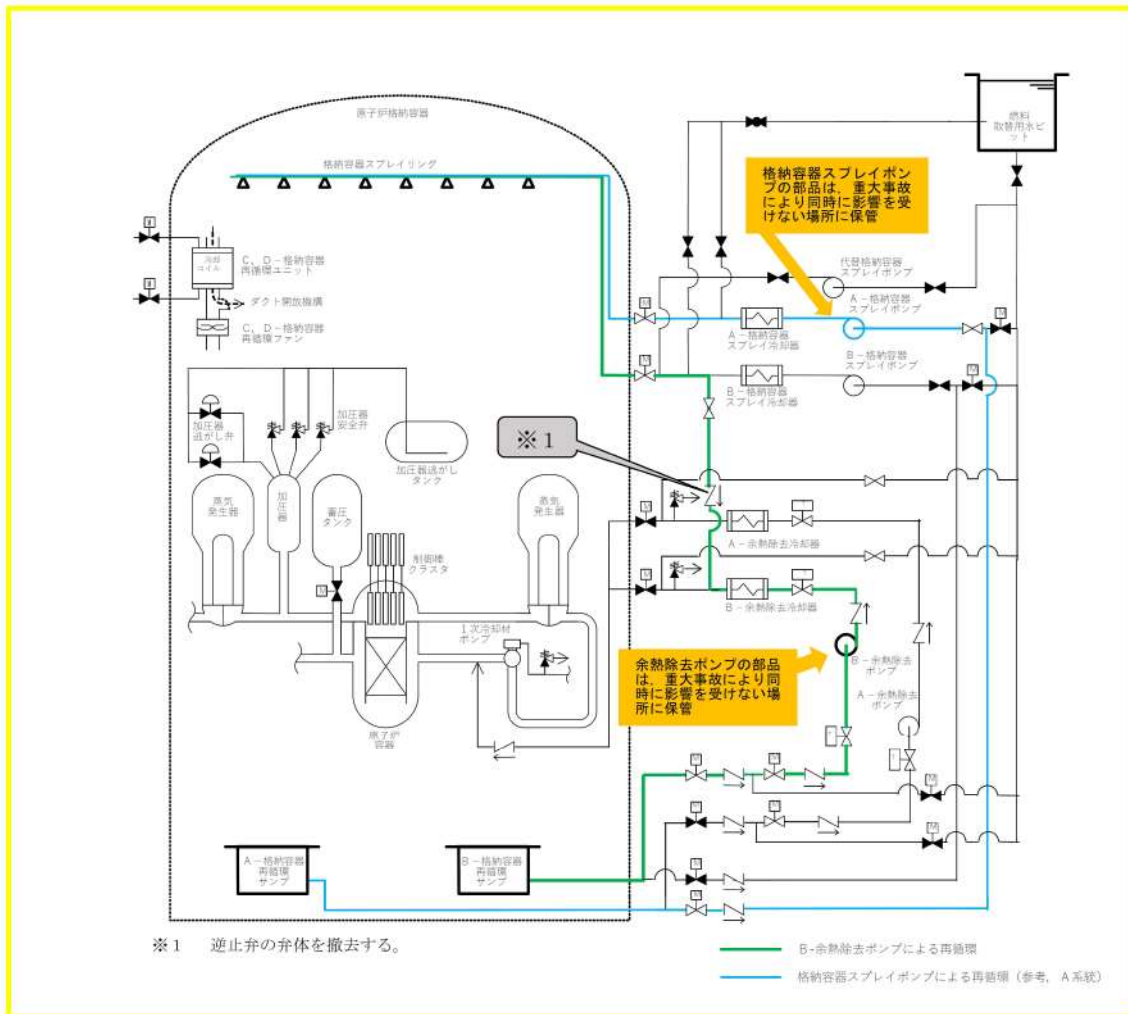 原子炉格納容器
格納容器スプレイリング
燃料
取替用水ピ
ット
格納容器スプレイポン
プの部品は，重大事故
により同時に影響を受
けない場所に保管
冷却
コイル
C，D－格納容器
再循環ユニット
ダクト開放機構
C，D－格納容器
再循環ファン
代替格納容器
スプレイポンプ
A－格納容器
スプレイポンプ
A－格納容器
スプレイ冷却器
B－格納容器
スプレイポンプ
B－格納容器
スプレイ冷却器
加圧器
逃がし弁
加圧器
安全弁
加圧器逃がし
タンク
※1
蒸気
発生器
加圧器
蓄圧
タンク
制御棒
クラスタ
蒸気
発生器
A－余熱除去冷却器
B－余熱除去冷却器
1次冷却材
ポンプ
原子炉
容器
余熱除去ポンプの部品
は，重大事故により同
時に影響を受けない場
所に保管
B－余熱除去
ポンプ
A－余熱除去
ポンプ
A－格納容器
再循環
サンプ
B－格納容器
再循環
サンプ
※1　逆止弁の弁体を撤去する。
B-余熱除去ポンプによる再循環
格納容器スプレイポンプによる再循環（参考，A系統）